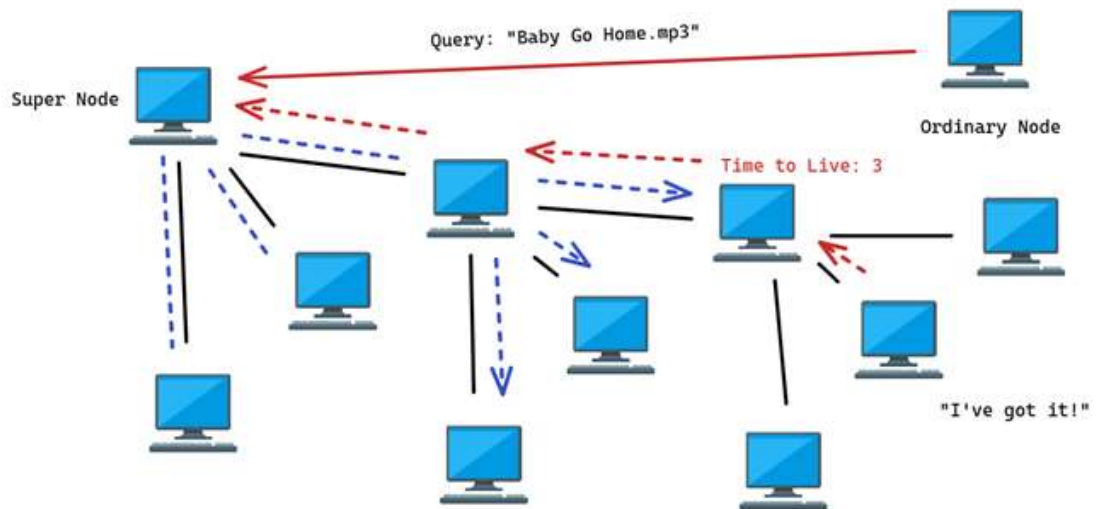 Query: "Baby Go Home.mp3"
Super Node
Ordinary Node
Time to Live: 3
"I've got it!"